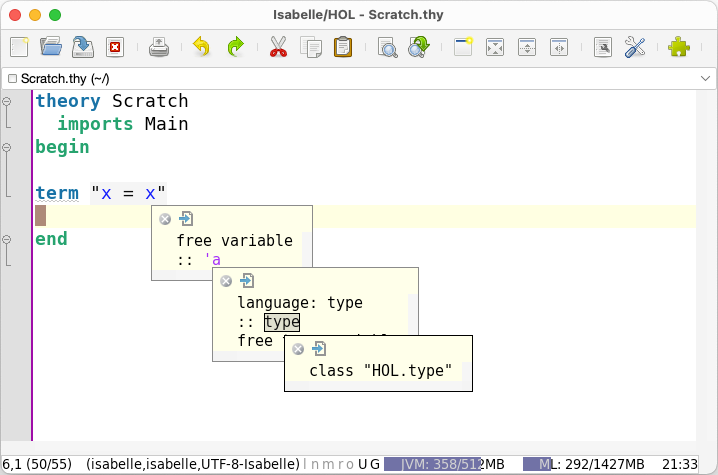 Isabelle/HOL - Scratch.thy
Scratch.thy (~/)
theory Scratch
imports Main
begin
term "x = x"
end
free variable
:: 'a
language: type
:: type
free
class "HOL.type"
6,1 (50/55) (isabelle,isabelle,UTF-8-Isabelle) l n m r o U G JVM: 358/512MB ML: 292/1427MB 21:33